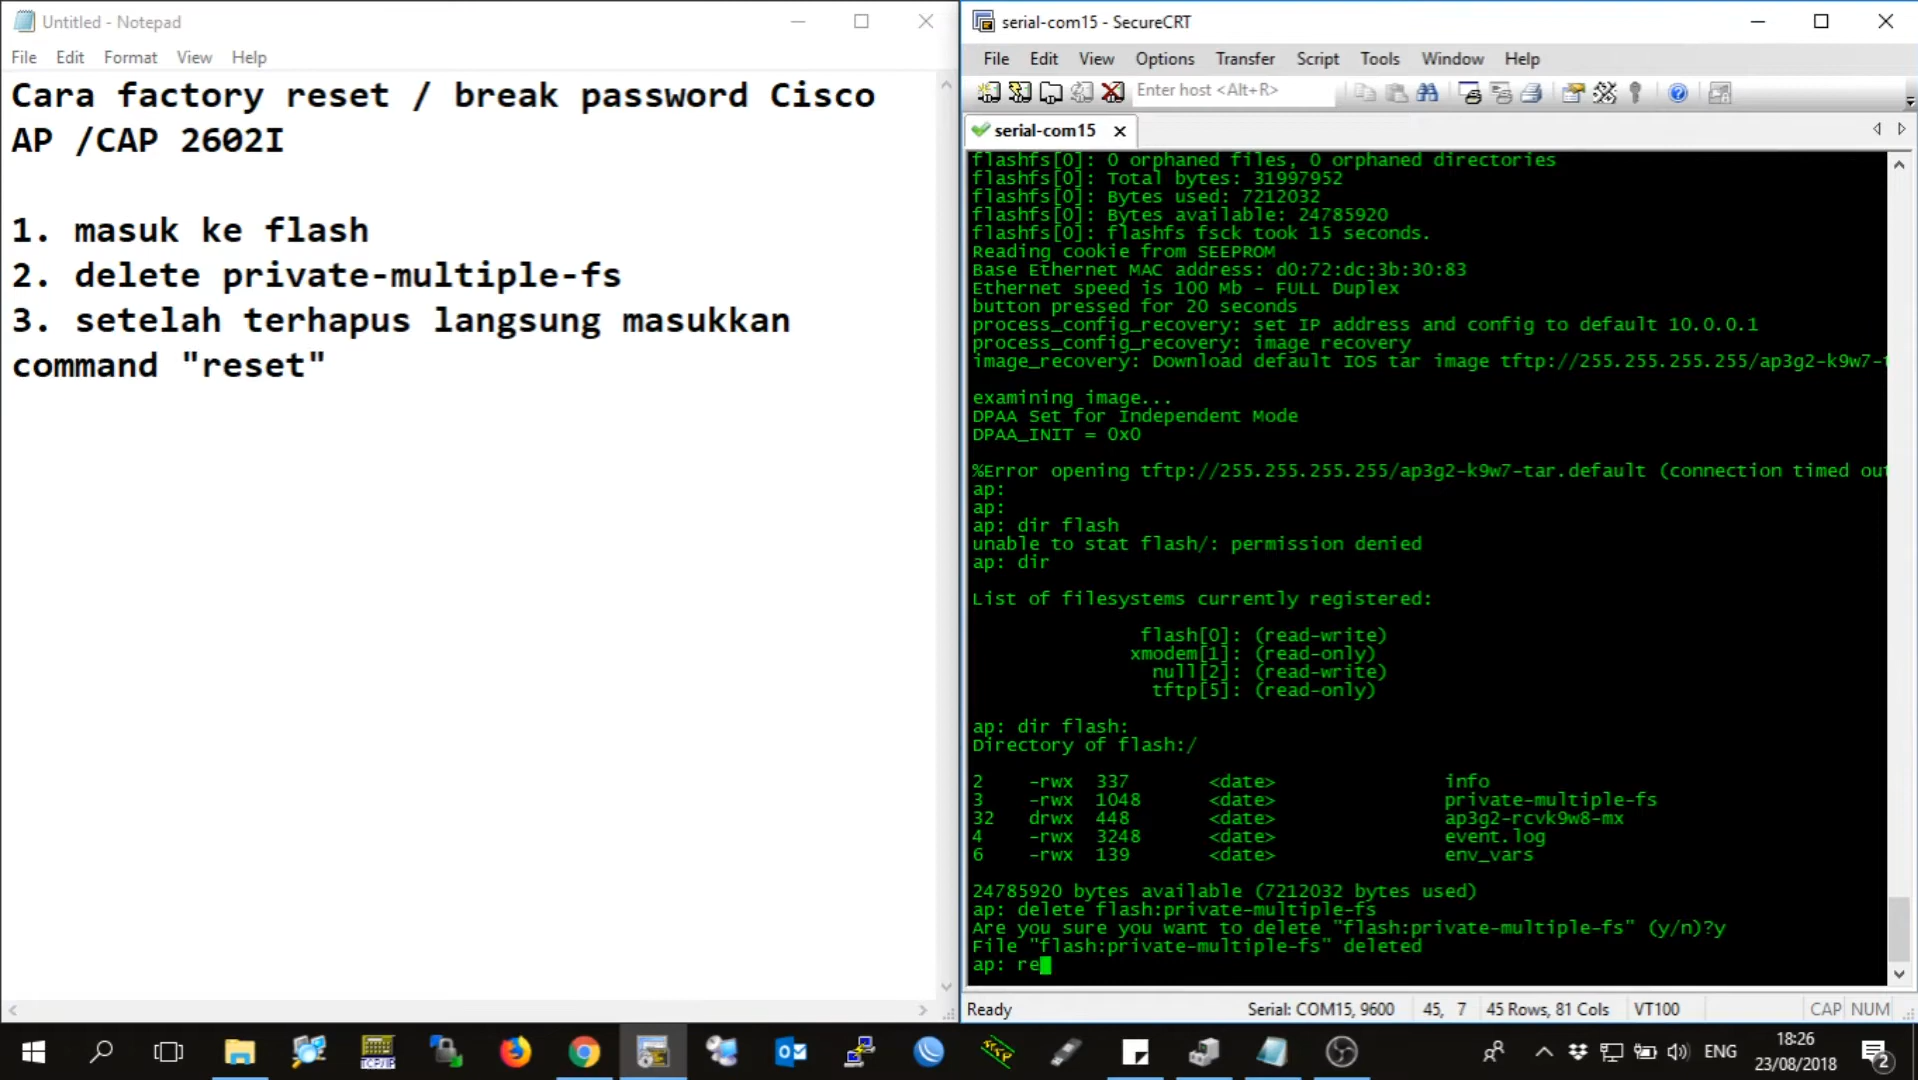 Untitled - Notepad
File Edit Format View Help
Cara factory reset / break password Cisco
AP /CAP 2602I
1. masuk ke flash
2. delete private-multiple-fs
3. setelah terhapus langsung masukkan
command "reset"
serial-com15 - SecureCRT
File Edit View Options Transfer Script Tools Window Help
Enter host <Alt+R>
serial-com15
flashfs[0]: 0 orphaned files, 0 orphaned directories
flashfs[0]: Total bytes: 31997952
flashfs[0]: Bytes used: 7212032
flashfs[0]: Bytes available: 24785920
flashfs[0]: flashfs fsck took 15 seconds.
Reading cookie from SEEPROM
Base Ethernet MAC address: d0:72:dc:3b:30:83
Ethernet speed is 100 Mb - FULL Duplex
button pressed for 20 seconds
process_config_recovery: set IP address and config to default 10.0.0.1
process_config_recovery: image recovery
image_recovery: Download default IOS tar image tftp://255.255.255.255/ap3g2-k9w7-t
examining image...
DPAA Set for Independent Mode
DPAA_INIT = 0x0
%Error opening tftp://255.255.255.255/ap3g2-k9w7-tar.default (connection timed out
ap:
ap:
ap: dir flash
unable to stat flash/: permission denied
ap: dir
List of filesystems currently registered:
flash[0]: (read-write)
xmodem[1]: (read-only)
null[2]: (read-write)
tftp[5]: (read-only)
ap: dir flash:
Directory of flash:/
2 -rwx 337 <date> info
3 -rwx 1048 <date> private-multiple-fs
32 drwx 448 <date> ap3g2-rcvk9w8-mx
4 -rwx 3248 <date> event.log
6 -rwx 139 <date> env_vars
24785920 bytes available (7212032 bytes used)
ap: delete flash:private-multiple-fs
Are you sure you want to delete "flash:private-multiple-fs" (y/n)?y
File "flash:private-multiple-fs" deleted
ap: re
Ready Serial: COM15, 9600 45, 7 45 Rows, 81 Cols VT100 CAP NUM
TCP/IP
ENG
18:26
23/08/2018
2